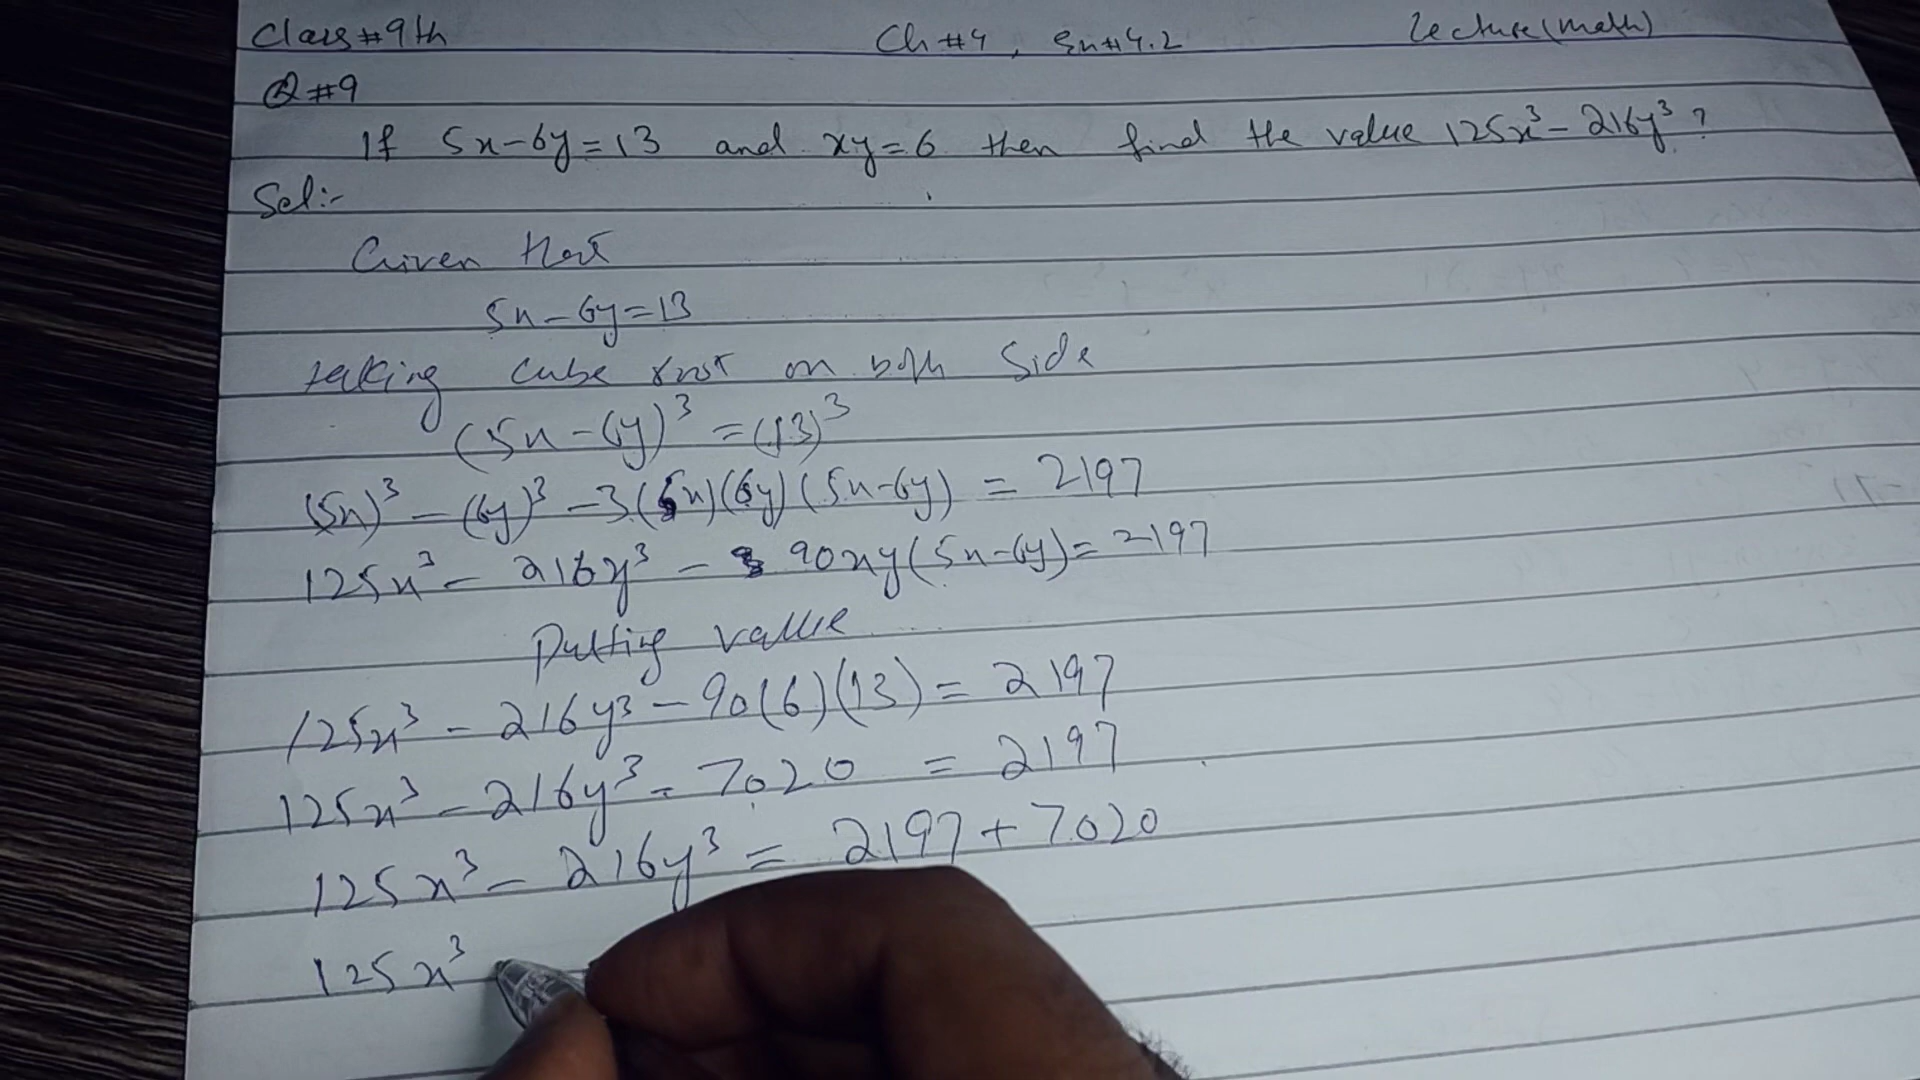 Class #9th Ch #4, Ex#4.2 Lecture(math)
Q #9
If 5x-6y=13 and xy=6 then find the value 125x³-216y³?
Sol:-
Given that
5x-6y=13
taking cube root on both side
(5x-6y)³=(13)³
(5x)³-(6y)³-3(5x)(6y)(5x-6y)=2197
125x³-216y³-90xy(5x-6y)=2197
Putting value
125x³-216y³-90(6)(13)=2197
125x³-216y³-7020=2197
125x³-216y³=2197+7020
125x³